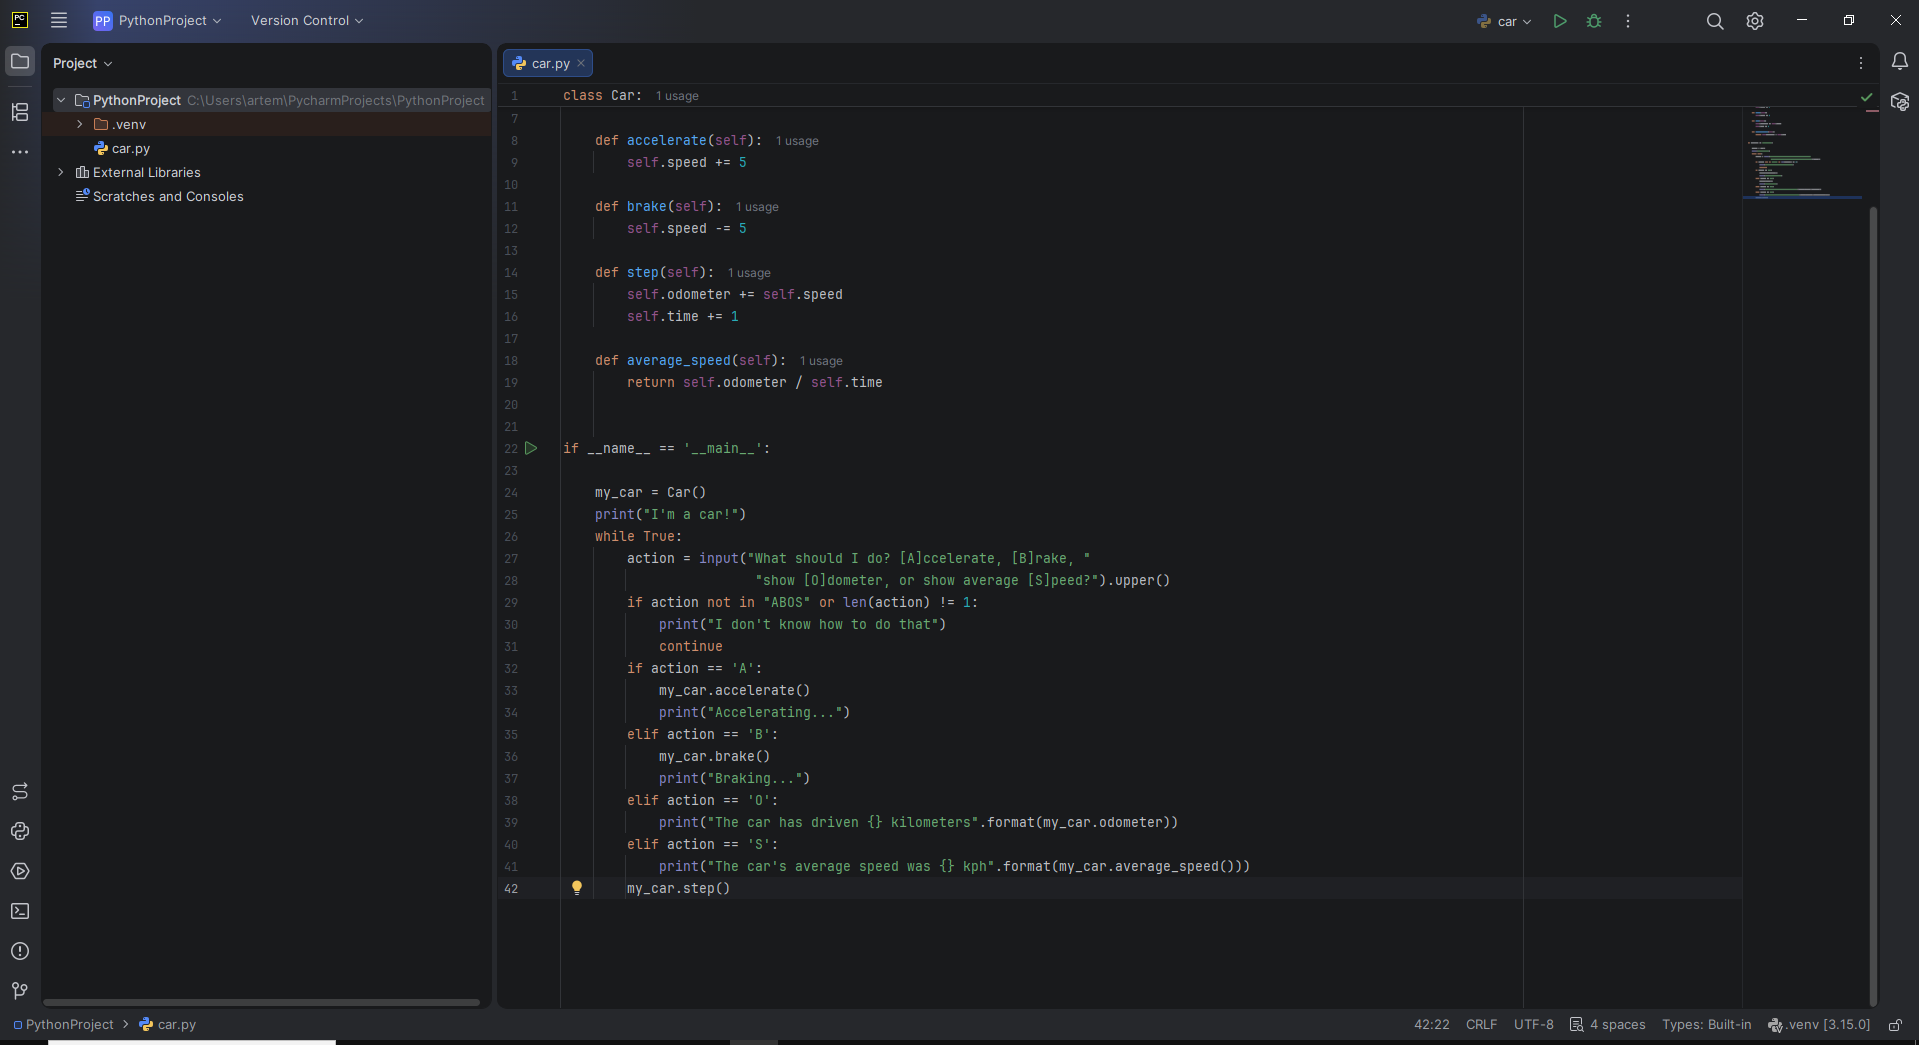 PC
PP PythonProject Version Control car
Project
PythonProject C:\Users\artem\PycharmProjects\PythonProject
.venv
car.py
External Libraries
Scratches and Consoles
car.py
1 class Car: 1 usage
7
8 def accelerate(self): 1 usage
9 self.speed += 5
10
11 def brake(self): 1 usage
12 self.speed -= 5
13
14 def step(self): 1 usage
15 self.odometer += self.speed
16 self.time += 1
17
18 def average_speed(self): 1 usage
19 return self.odometer / self.time
20
21
22 if __name__ == '__main__':
23
24 my_car = Car()
25 print("I'm a car!")
26 while True:
27 action = input("What should I do? [A]ccelerate, [B]rake, "
28 "show [O]dometer, or show average [S]peed?").upper()
29 if action not in "ABOS" or len(action) != 1:
30 print("I don't know how to do that")
31 continue
32 if action == 'A':
33 my_car.accelerate()
34 print("Accelerating...")
35 elif action == 'B':
36 my_car.brake()
37 print("Braking...")
38 elif action == 'O':
39 print("The car has driven {} kilometers".format(my_car.odometer))
40 elif action == 'S':
41 print("The car's average speed was {} kph".format(my_car.average_speed()))
42 my_car.step()
PythonProject > car.py
42:22 CRLF UTF-8 4 spaces Types: Built-in .venv [3.15.0]